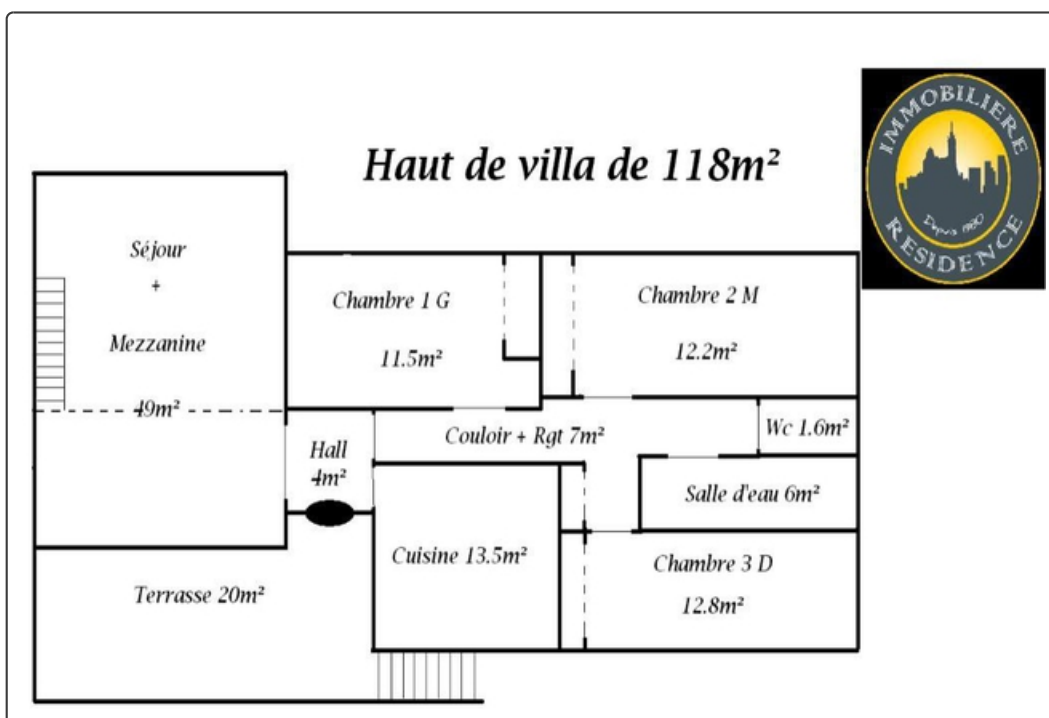 Haut de villa de 118m²
IMMOBILIERE
Depuis 1980
RESIDENCE
Séjour
+
Mezzanine
49m²
Chambre 1 G
11.5m²
Chambre 2 M
12.2m²
Hall
4m²
Couloir + Rgt 7m²
Wc 1.6m²
Salle d'eau 6m²
Cuisine 13.5m²
Chambre 3 D
12.8m²
Terrasse 20m²